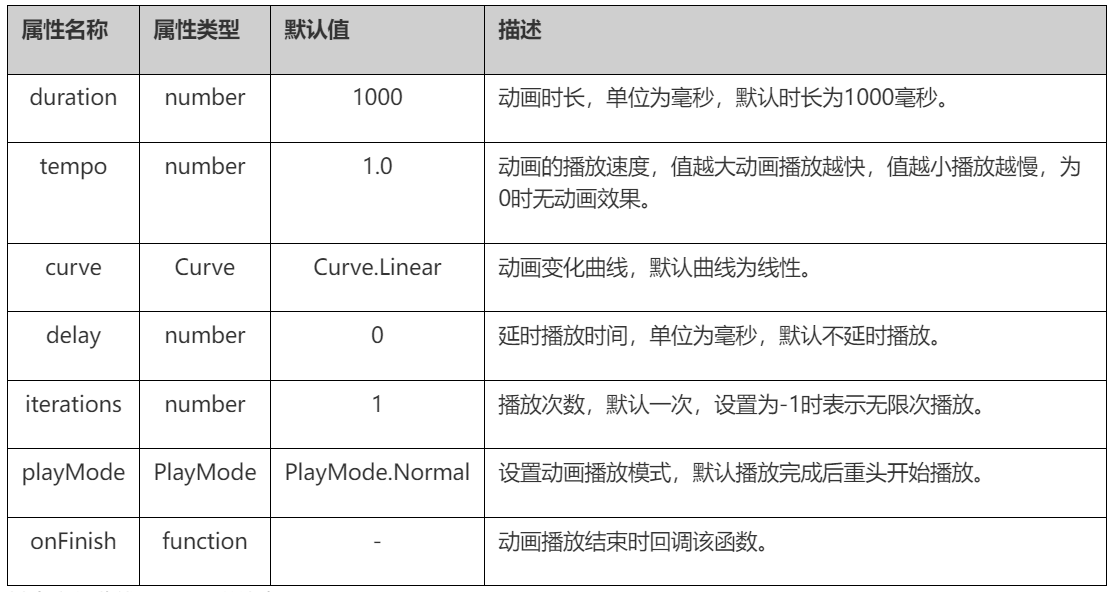 属性名称 属性类型 默认值 描述
duration number 1000 动画时长，单位为毫秒，默认时长为1000毫秒。
tempo number 1.0 动画的播放速度，值越大动画播放越快，值越小播放越慢，为
0时无动画效果。
curve Curve Curve.Linear 动画变化曲线，默认曲线为线性。
delay number 0 延时播放时间，单位为毫秒，默认不延时播放。
iterations number 1 播放次数，默认一次，设置为-1时表示无限次播放。
playMode PlayMode PlayMode.Normal 设置动画播放模式，默认播放完成后重头开始播放。
onFinish function - 动画播放结束时回调该函数。